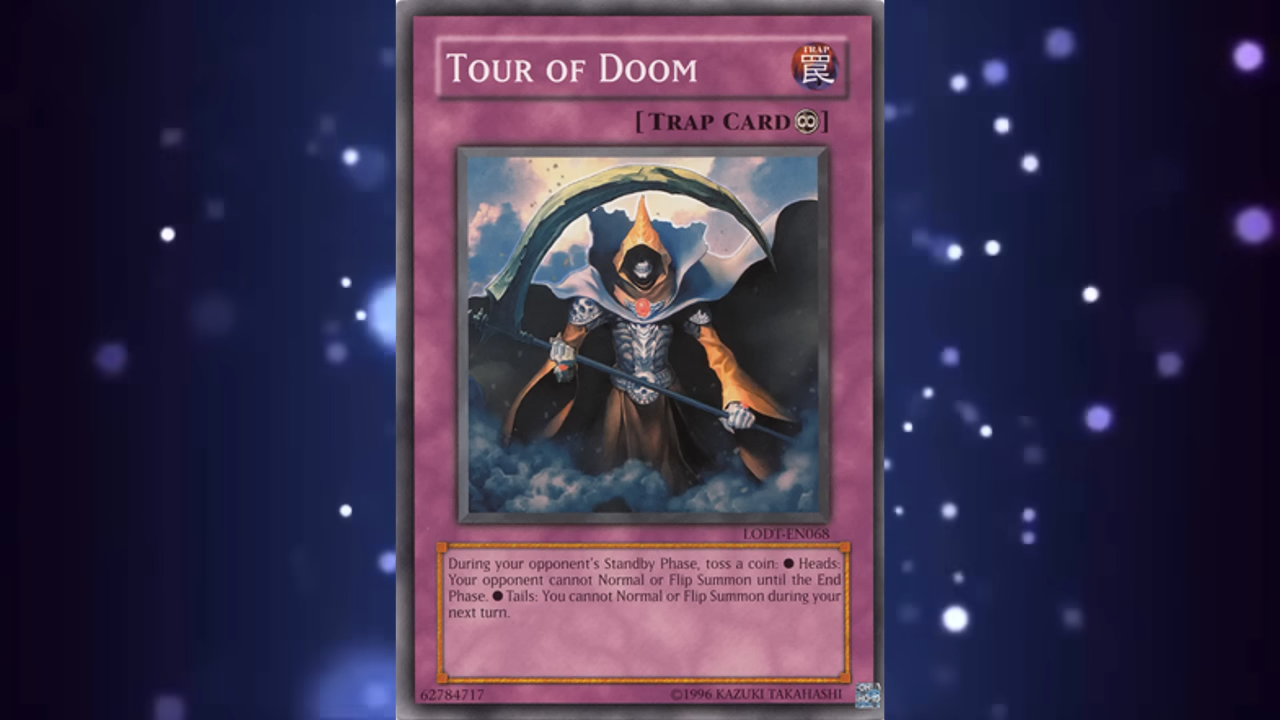 TOUR OF DOOM
TRAP
罠
[TRAP CARD]
LODT-EN068
During your opponent's Standby Phase, toss a coin: ● Heads:
Your opponent cannot Normal or Flip Summon until the End
Phase. ● Tails: You cannot Normal or Flip Summon during your
next turn.
62784717
©1996 KAZUKI TAKAHASHI